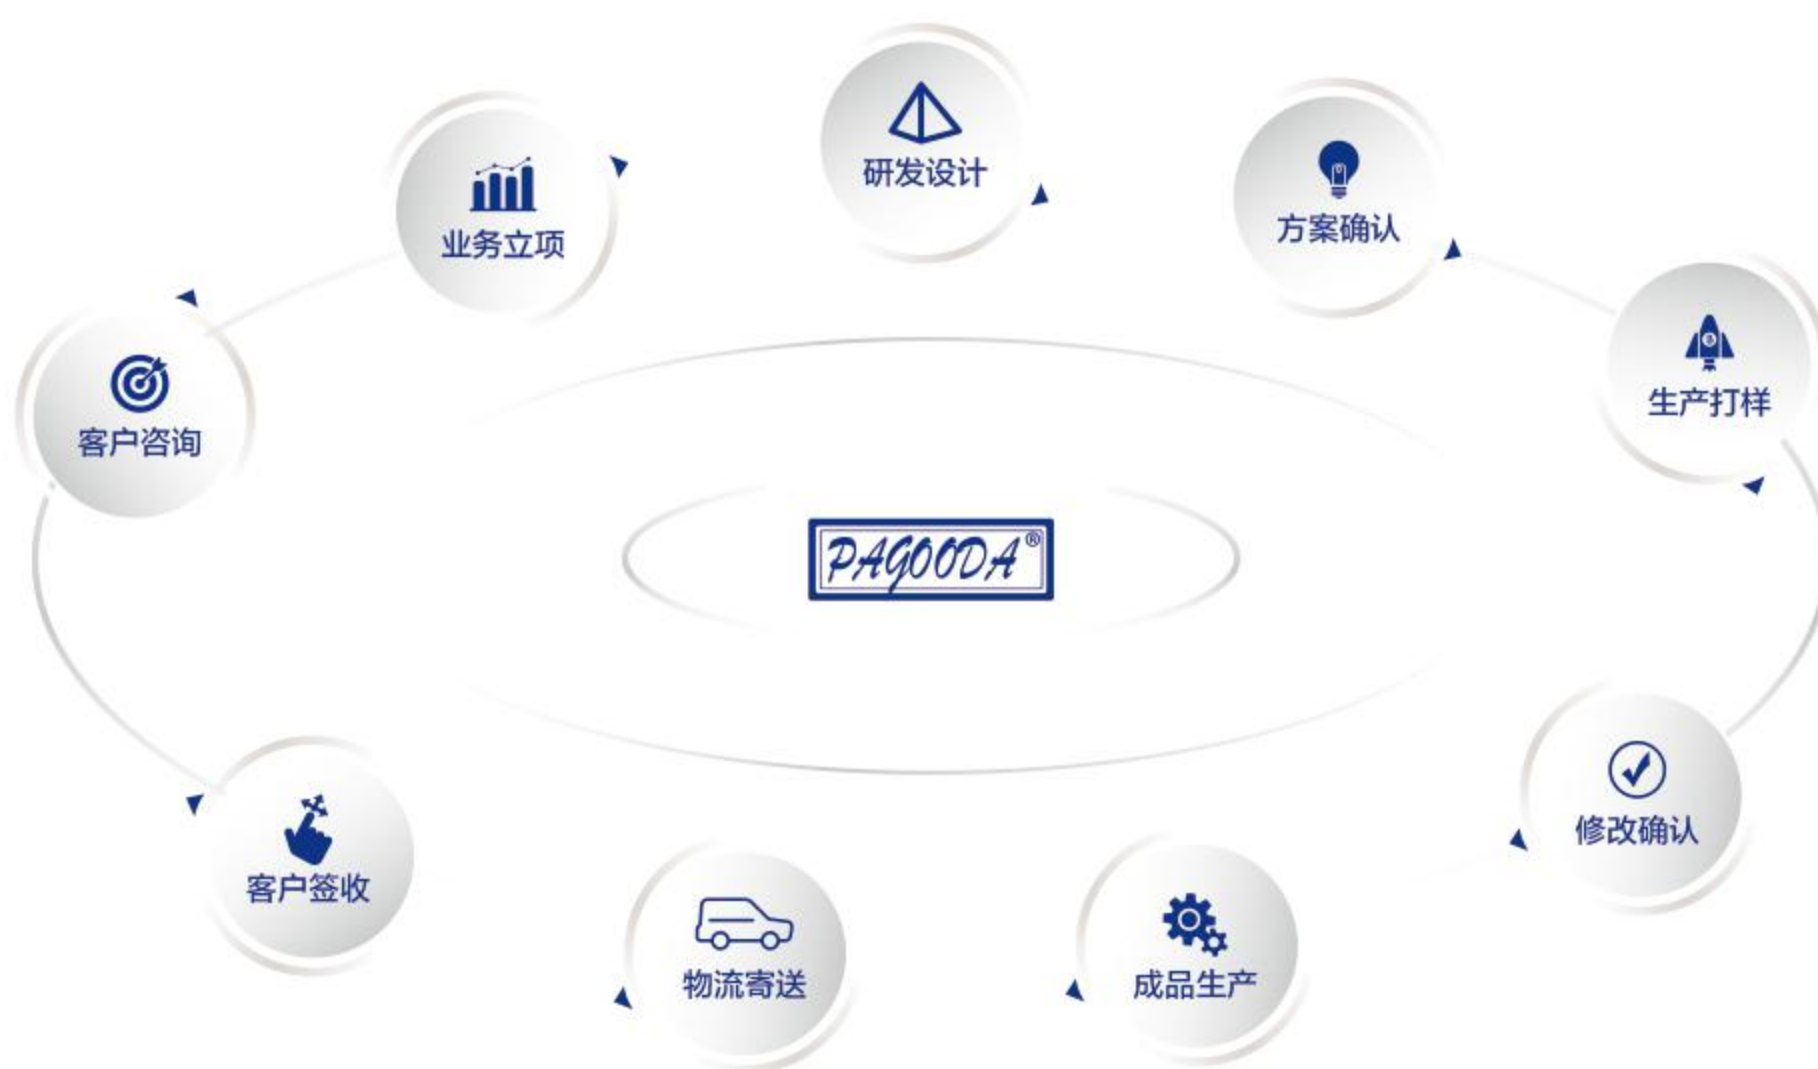 客户咨询
业务立项
研发设计
方案确认
生产打样
修改确认
成品生产
物流寄送
客户签收
PAGOODA®